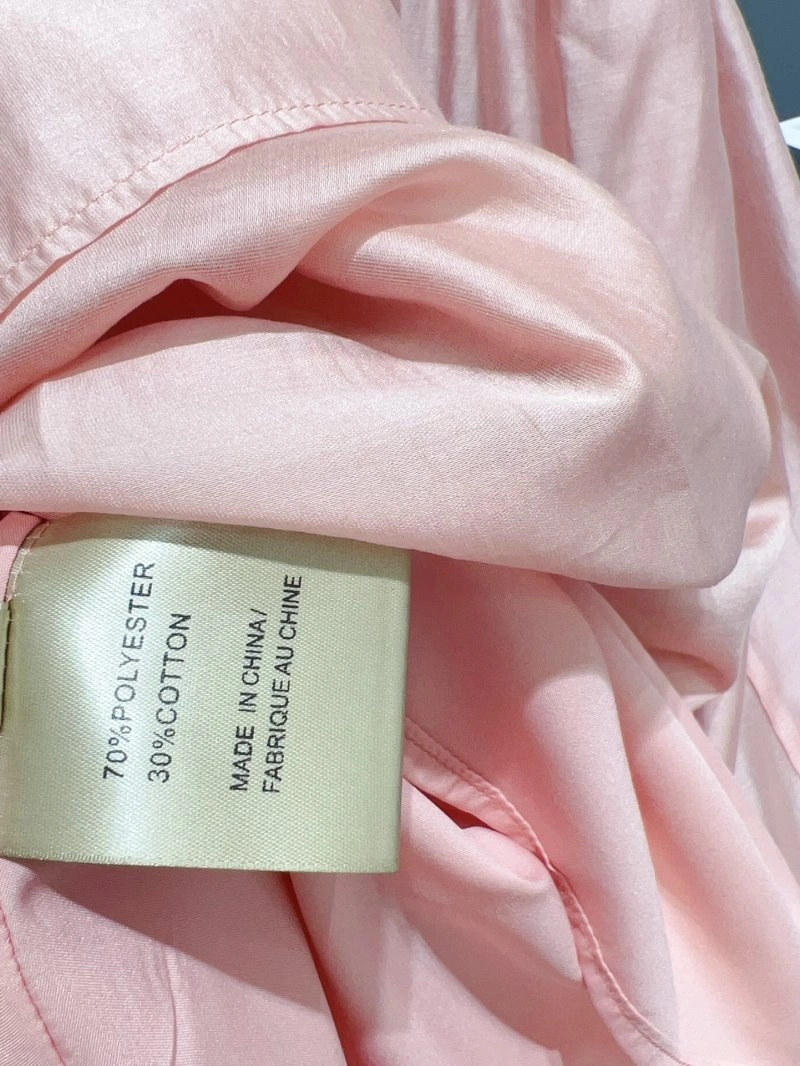 70%POLYESTER
30%COTTON
MADE IN CHINA/
FABRIQUE AU CHINE